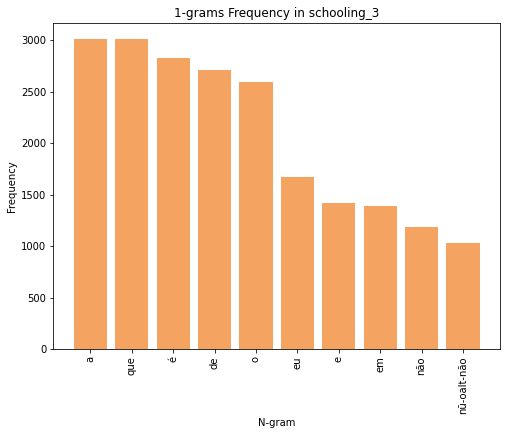 1-grams Frequency in schooling_3
Frequency
3000
2500
2000
1500
1000
500
0
a
que
é
de
o
eu
e
em
não
nū-oalt-não
N-gram